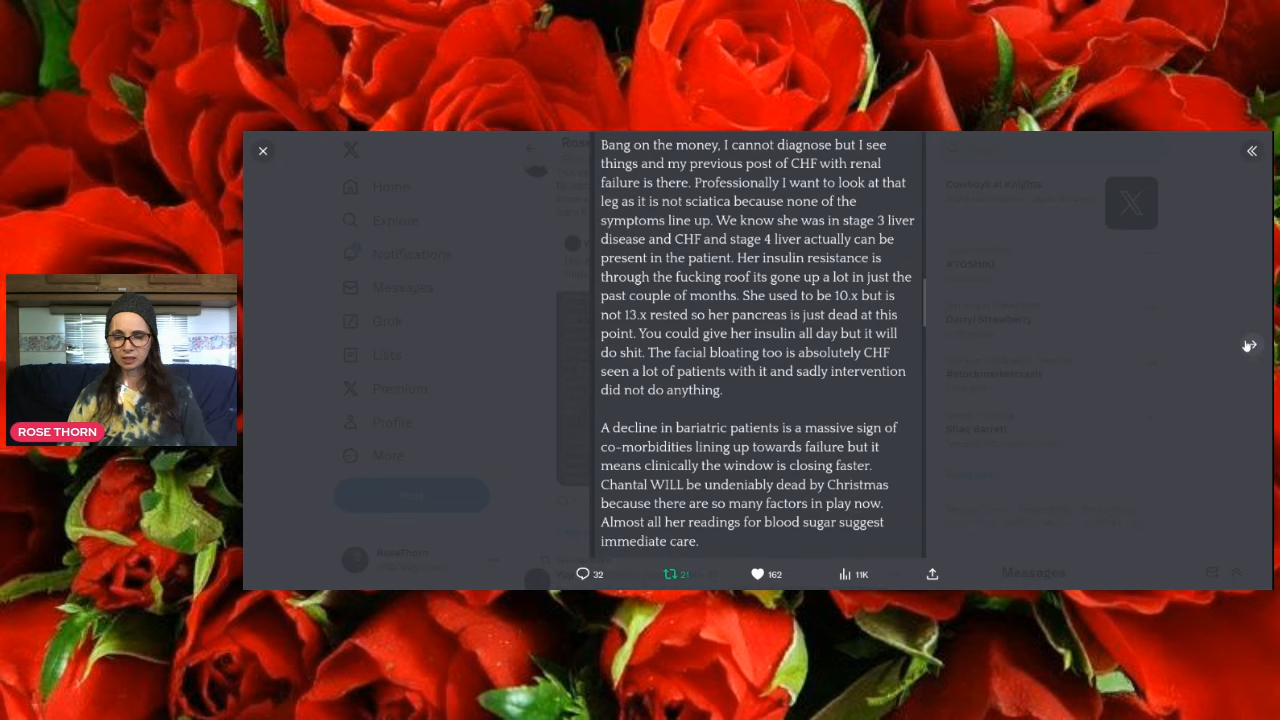 Home
Explore
Notifications
Messages
Grok
Lists
Premium
Profile
More
RoseThorn
ROSE THORN
Bang on the money, I cannot diagnose but I see
things and my previous post of CHF with renal
failure is there. Professionally I want to look at that
leg as it is not sciatica because none of the
symptoms line up. We know she was in stage 3 liver
disease and CHF and stage 4 liver actually can be
present in the patient. Her insulin resistance is
through the fucking roof its gone up a lot in just the
past couple of months. She used to be 10.x but is
not 13.x rested so her pancreas is just dead at this
point. You could give her insulin all day but it will
do shit. The facial bloating too is absolutely CHF
seen a lot of patients with it and sadly intervention
did not do anything.
A decline in bariatric patients is a massive sign of
co-morbidities lining up towards failure but it
means clinically the window is closing faster.
Chantal WILL be undeniably dead by Christmas
because there are so many factors in play now.
Almost all her readings for blood sugar suggest
immediate care.
32
21
162
11K
#YOSHIKI
Darryl Strawberry
#stockmarketcrash
Shaq Barrett
Messages